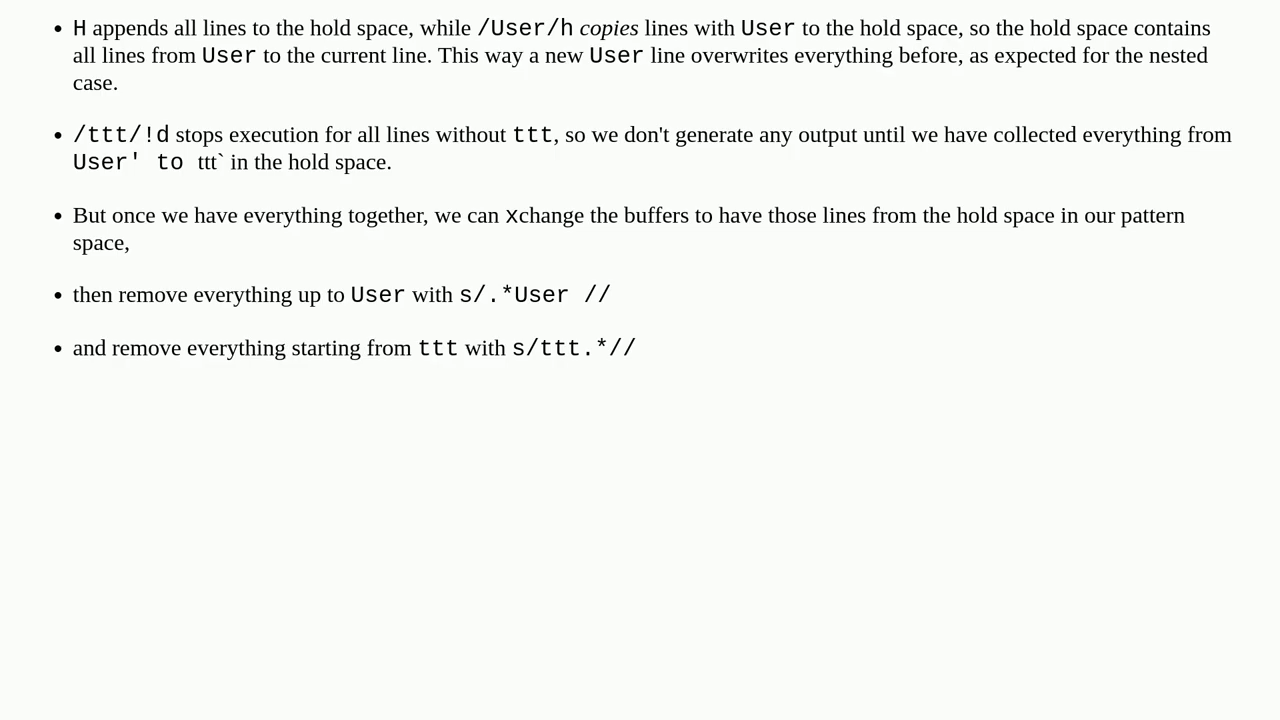 • H appends all lines to the hold space, while /User/h copies lines with User to the hold space, so the hold space contains
all lines from User to the current line. This way a new User line overwrites everything before, as expected for the nested
case.
• /ttt/!d stops execution for all lines without ttt, so we don't generate any output until we have collected everything from
User' to ttt` in the hold space.
• But once we have everything together, we can xchange the buffers to have those lines from the hold space in our pattern
space,
• then remove everything up to User with s/.*User //
• and remove everything starting from ttt with s/ttt.*//